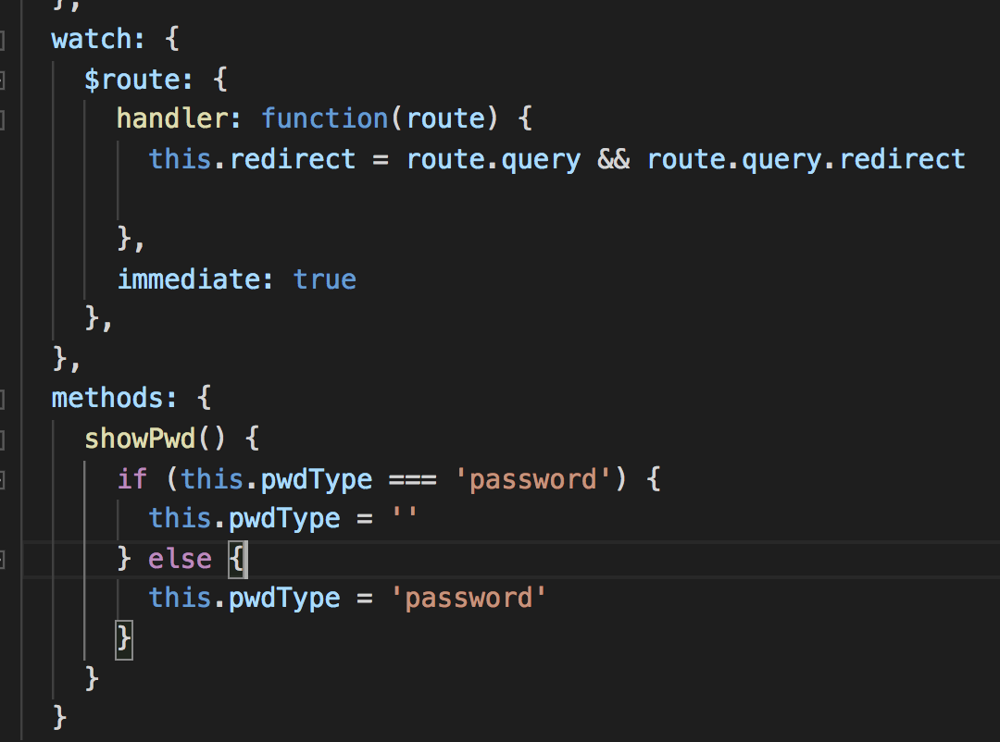 },
watch: {
$route: {
handler: function(route) {
this.redirect = route.query && route.query.redirect
},
immediate: true
},
},
methods: {
showPwd() {
if (this.pwdType === 'password') {
this.pwdType = ''
} else {
this.pwdType = 'password'
}
}
}